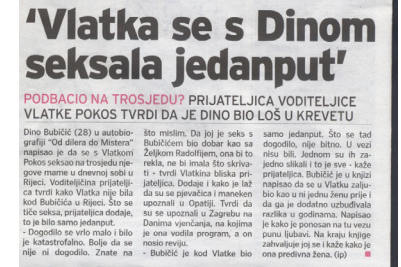 'Vlatka se s Dinom
seksala jedanput'
PODBACIO NA TROSJEDU? PRIJATELJICA VODITELJICE
VLATKE POKOS TVRDI DA JE DINO BIO LOŠ U KREVETU
Dino Bubičić (28) u autobio-
grafiji "Od dilera do Mistera"
napisao je da se s Vlatkom
Pokos seksao na trosjedu nje-
gove mame u dnevnoj sobi u
Rijeci. Voditeljičina prijatelji-
ca tvrdi kako Vlatka nije bila
kod Bubičića u Rijeci. Što se
tiče seksa, prijateljica dodaje,
to je bilo samo jedanput.
- Dogodilo se vrlo malo i bilo
je katastrofalno. Bolje da se
nije ni dogodilo. Znate na
što mislim. Da joj je seks s
Bubičićem bio dobar kao sa
Željkom Radolfijem, ona bi to
rekla, ne bi imala što skriva-
ti - tvrdi Vlatkina bliska pri-
jateljica. Dodaje i kako je laž
da su se pjevačica i maneken
upoznali u Opatiji. Tvrdi da
su se upoznali u Zagrebu na
Danima vjenčanja, na kojima
je ona vodila program, a on
nosio reviju.
- Bubičić je kod Vlatke bio
samo jedanput. Što se tad
dogodilo, nije bitno. U vezi
nisu bili. Jednom su ih za-
jedno slikali i to je sve - kaže
prijateljica. Bubičić je u knjizi
napisao da se u Vlatku zalju-
bio kao u ni jednu ženu prije i
da ga je dodatno uzbuđivala
razlika u godinama. Napisao
je kako je ponosan na tu vezu
punu ljubavi. Na kraju knjige
zahvaljuje joj se i kaže kako je
ona predivna žena. (ip)